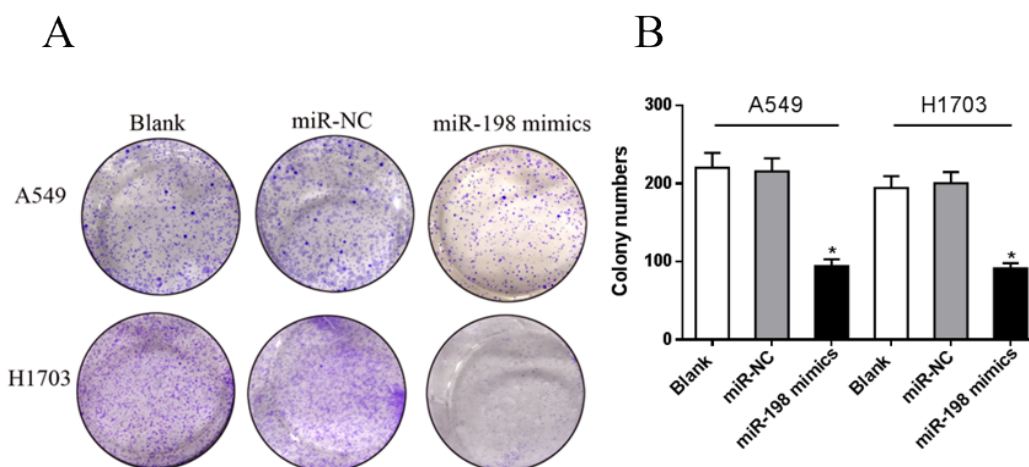 A
Blank
miR-NC
miR-198 mimics
A549
H1703
B
A549
H1703
Colony numbers
300
200
100
0
*
*
Blank
miR-NC
miR-198 mimics
Blank
miR-NC
miR-198 mimics